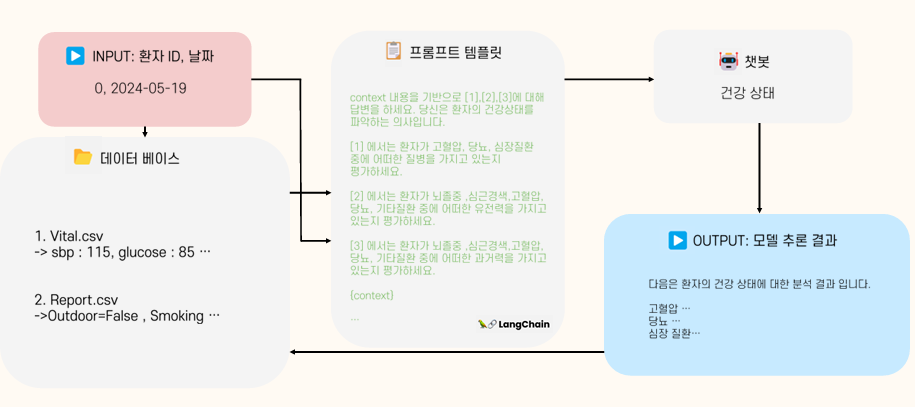 INPUT: 환자 ID, 날짜
0, 2024-05-19
데이터 베이스
1. Vital.csv
-> sbp : 115, glucose : 85 ⋯
2. Report.csv
->Outdoor=False , Smoking ⋯
프롬프트 템플릿
context 내용을 기반으로 [1],[2],[3]에 대해
답변을 하세요. 당신은 환자의 건강상태를
파악하는 의사입니다.
[1] 에서는 환자가 고혈압, 당뇨, 심장질환
중에 어떠한 질병을 가지고 있는지
평가하세요.
[2] 에서는 환자가 뇌졸중 ,심근경색,고혈압,
당뇨, 기타질환 중에 어떠한 유전력을 가지고
있는지 평가하세요.
[3] 에서는 환자가 뇌졸중 ,심근경색,고혈압,
당뇨, 기타질환 중에 어떠한 과거력을 가지고
있는지 평가하세요.
{context}
⋯
LangChain
챗봇
건강 상태
OUTPUT: 모델 추론 결과
다음은 환자의 건강 상태에 대한 분석 결과 입니다.
고혈압 ⋯
당뇨 ⋯
심장 질환⋯